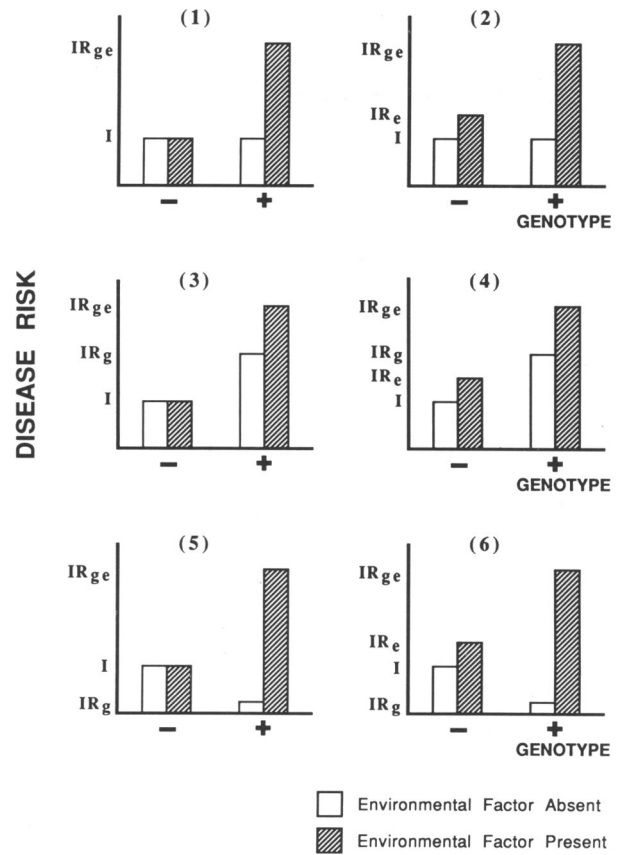 (1)
IRge
I
− +
(2)
IRge
IRe
I
− +
GENOTYPE
DISEASE RISK
(3)
IRge
IRg
I
− +
(4)
IRge
IRg
IRe
I
− +
GENOTYPE
(5)
IRge
I
IRg
− +
(6)
IRge
IRe
I
IRg
− +
GENOTYPE
Environmental Factor Absent
Environmental Factor Present